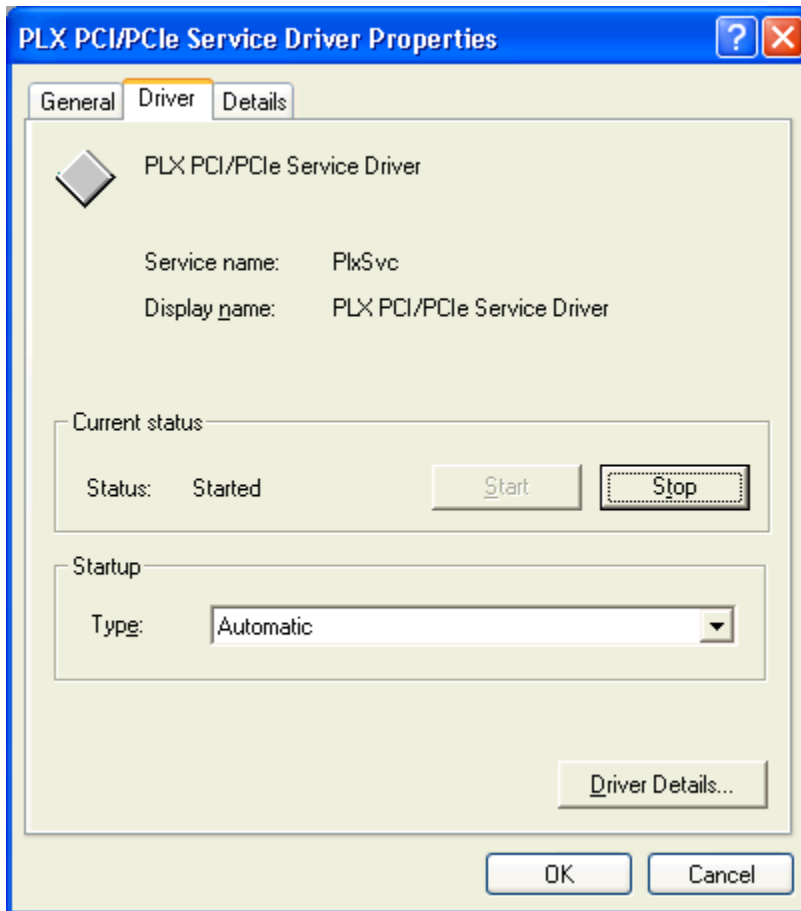 PLX PCI/PCIe Service Driver Properties
General Driver Details
PLX PCI/PCIe Service Driver
Service name: PlxSvc
Display name: PLX PCI/PCIe Service Driver
Current status
Status: Started Start Stop
Startup
Type: Automatic
Driver Details...
OK Cancel